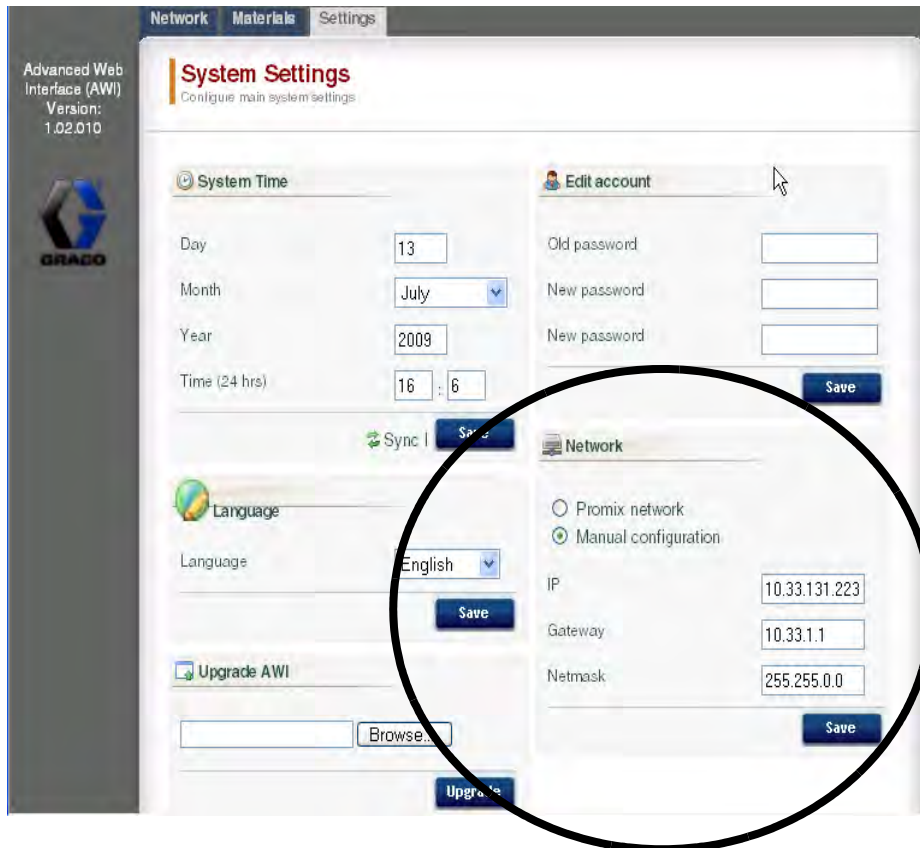 Network Materials Settings
Advanced Web
Interface (AWI)
Version:
1.02.010
GRACO
System Settings
Configure main system settings
System Time
Day 13
Month July
Year 2009
Time (24 hrs) 16 : 6
Sync | Save
Language
Language English
Save
Upgrade AWI
Browse...
Upgrade
Edit account
Old password
New password
New password
Save
Network
Promix network
Manual configuration
IP 10.33.131.223
Gateway 10.33.1.1
Netmask 255.255.0.0
Save